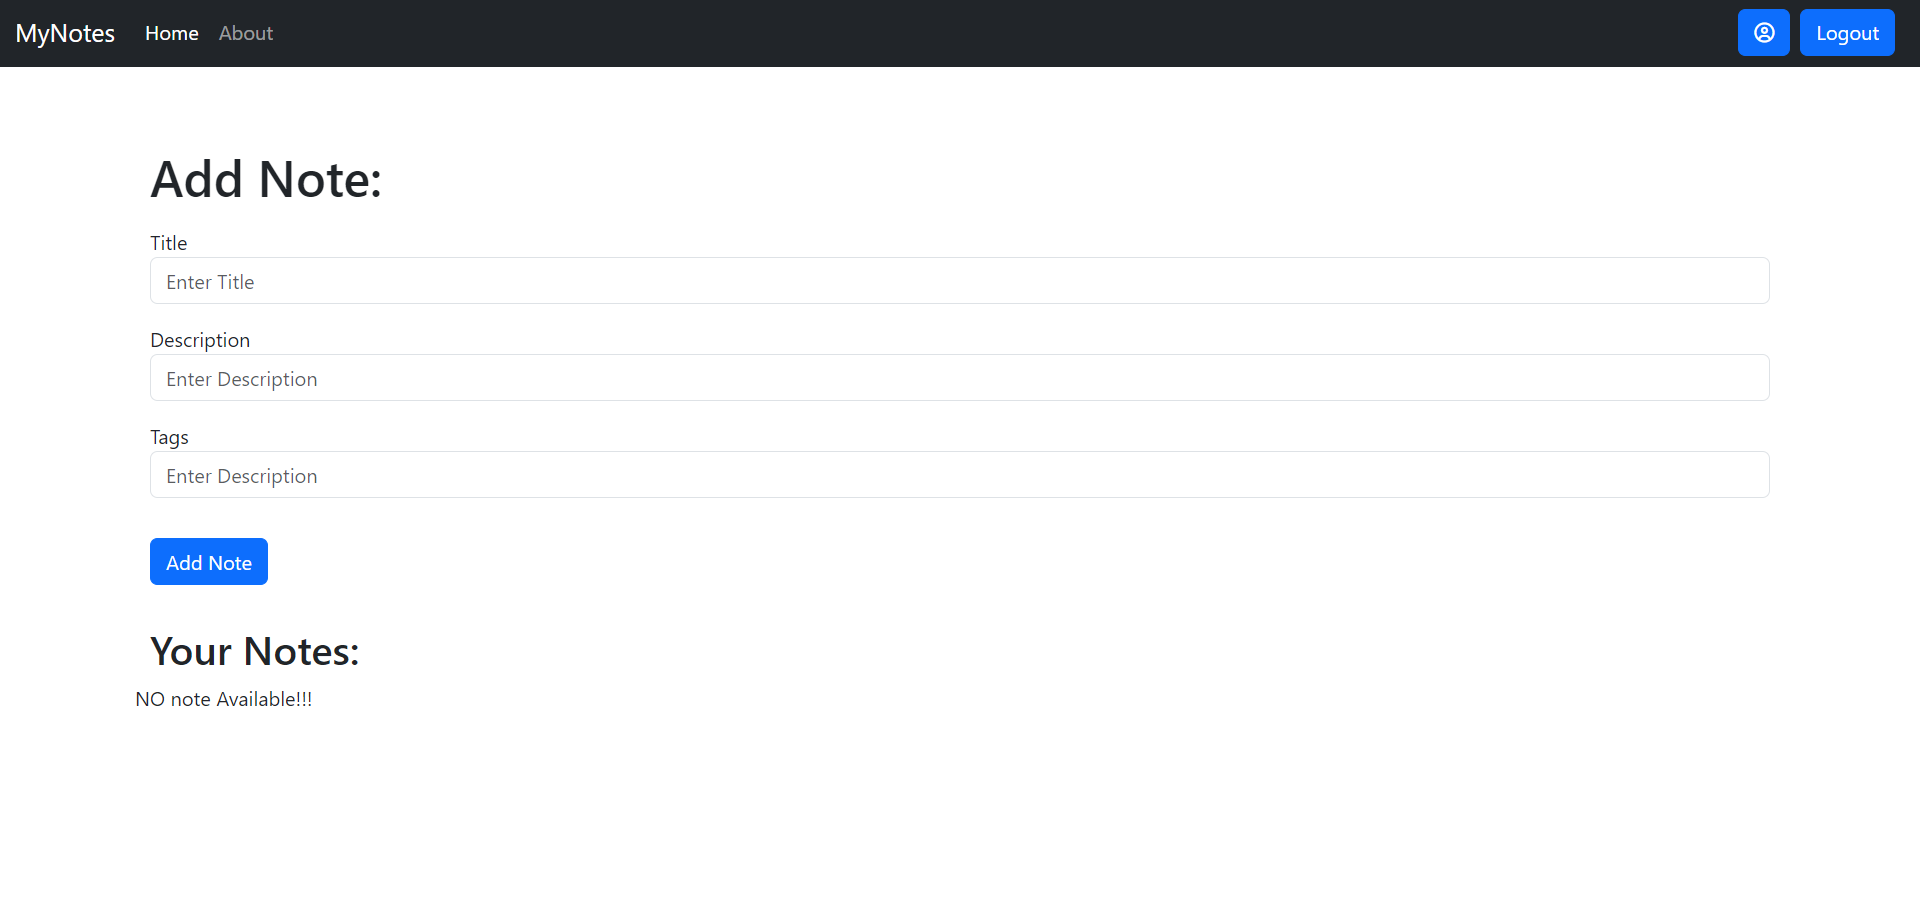 MyNotes Home About Logout
Add Note:
Title
Enter Title
Description
Enter Description
Tags
Enter Description
Add Note
Your Notes:
NO note Available!!!